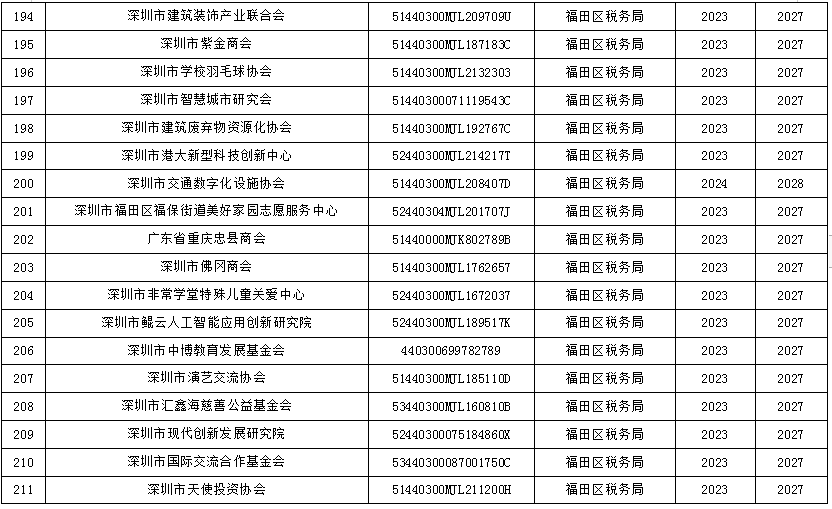 194 深圳市建筑装饰产业联合会 51440300MJL209709U 福田区税务局 2023 2027
195 深圳市紫金商会 51440300MJL187183C 福田区税务局 2023 2027
196 深圳市学校羽毛球协会 51440300MJL2132303 福田区税务局 2023 2027
197 深圳市智慧城市研究会 51440300071119543C 福田区税务局 2023 2027
198 深圳市建筑废弃物资源化协会 51440300MJL192767C 福田区税务局 2023 2027
199 深圳市港大新型科技创新中心 52440300MJL214217T 福田区税务局 2023 2027
200 深圳市交通数字化设施协会 51440300MJL208407D 福田区税务局 2024 2028
201 深圳市福田区福保街道美好家园志愿服务中心 52440304MJL201707J 福田区税务局 2023 2027
202 广东省重庆忠县商会 51440000MJK802789B 福田区税务局 2023 2027
203 深圳市佛冈商会 51440300MJL1762657 福田区税务局 2023 2027
204 深圳市非常学堂特殊儿童关爱中心 52440300MJL1672037 福田区税务局 2023 2027
205 深圳市鲲云人工智能应用创新研究院 52440300MJL189517K 福田区税务局 2023 2027
206 深圳市中博教育发展基金会 440300699782789 福田区税务局 2023 2027
207 深圳市演艺交流协会 51440300MJL185110D 福田区税务局 2023 2027
208 深圳市汇鑫海慈善公益基金会 53440300MJL160810B 福田区税务局 2023 2027
209 深圳市现代创新发展研究院 52440300075184860X 福田区税务局 2023 2027
210 深圳市国际交流合作基金会 53440300087001750C 福田区税务局 2023 2027
211 深圳市天使投资协会 51440300MJL211200H 福田区税务局 2023 2027